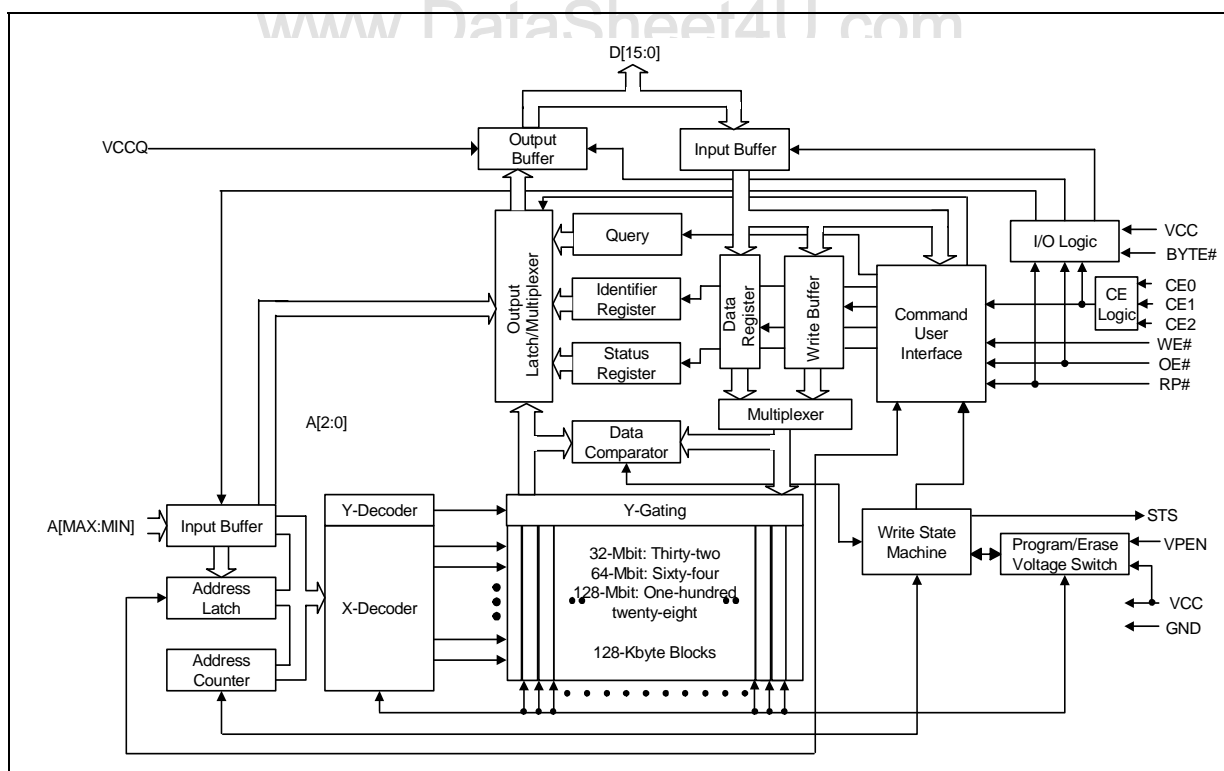 www.DataSheet4U.com
D[15:0]
VCCQ
Output
Buffer
Input Buffer
Output
Latch/Multiplexer
Query
Identifier
Register
Status
Register
Data
Register
Write Buffer
Command
User
Interface
I/O Logic
VCC
BYTE#
CE
Logic
CE0
CE1
CE2
WE#
OE#
RP#
Multiplexer
Data
Comparator
A[2:0]
A[MAX:MIN]
Input Buffer
Y-Decoder
Y-Gating
Address
Latch
X-Decoder
Address
Counter
32-Mbit: Thirty-two
64-Mbit: Sixty-four
128-Mbit: One-hundred
twenty-eight
128-Kbyte Blocks
Write State
Machine
Program/Erase
Voltage Switch
STS
VPEN
VCC
GND